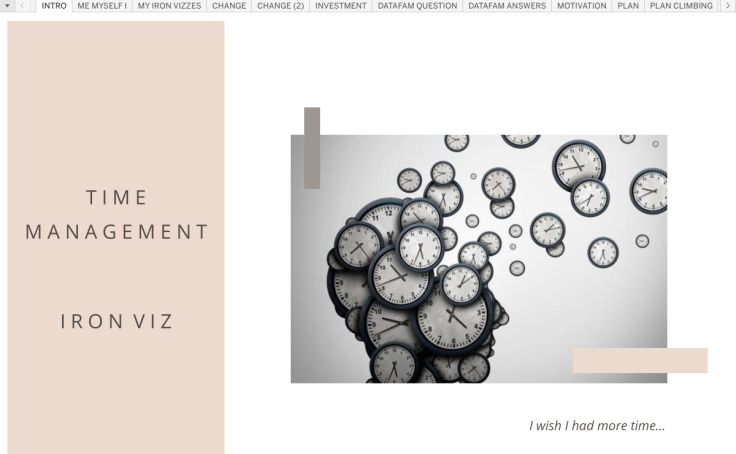 INTRO
ME MYSELF I
MY IRON VIZZES
CHANGE
CHANGE (2)
INVESTMENT
DATAFAM QUESTION
DATAFAM ANSWERS
MOTIVATION
PLAN
PLAN CLIMBING
TIME
MANAGEMENT
IRON VIZ
I wish I had more time...